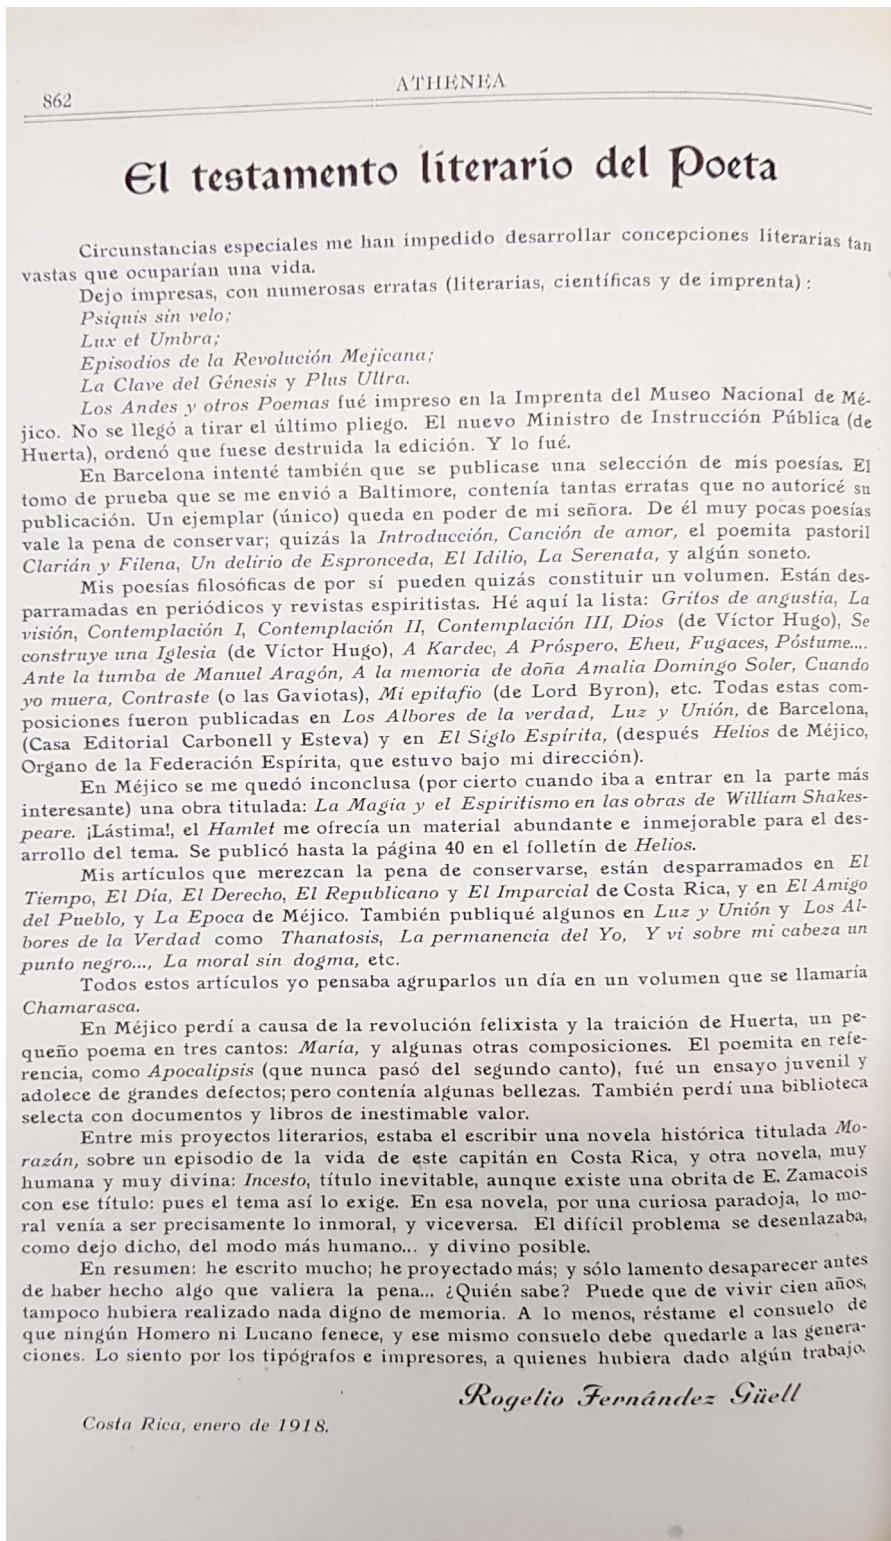 862
ATHENEA
El testamento literario del Poeta
Circunstancias especiales me han impedido desarrollar concepciones literarias tan
vastas que ocuparían una vida.
Dejo impresas, con numerosas erratas (literarias, científicas y de imprenta) :
Psiquis sin velo;
Lux et Umbra;
Episodios de la Revolución Mejicana;
La Clave del Génesis y Plus Ultra.
Los Andes y otros Poemas fué impreso en la Imprenta del Museo Nacional de Mé-
jico. No se llegó a tirar el último pliego. El nuevo Ministro de Instrucción Pública (de
Huerta), ordenó que fuese destruida la edición. Y lo fué.
En Barcelona intenté también que se publicase una selección de mis poesías. El
tomo de prueba que se me envió a Baltimore, contenía tantas erratas que no autoricé su
publicación. Un ejemplar (único) queda en poder de mi señora. De él muy pocas poesías
vale la pena de conservar; quizás la Introducción, Canción de amor, el poemita pastoril
Clarián y Filena, Un delirio de Espronceda, El Idilio, La Serenata, y algún soneto.
Mis poesías filosóficas de por sí pueden quizás constituir un volumen. Están des-
parramadas en periódicos y revistas espiritistas. Hé aquí la lista: Gritos de angustia, La
visión, Contemplación I, Contemplación II, Contemplación III, Dios (de Víctor Hugo), Se
construye una Iglesia (de Víctor Hugo), A Kardec, A Próspero, Eheu, Fugaces, Póstume....
Ante la tumba de Manuel Aragón, A la memoria de doña Amalia Domingo Soler, Cuando
yo muera, Contraste (o las Gaviotas), Mi epitafio (de Lord Byron), etc. Todas estas com-
posiciones fueron publicadas en Los Albores de la verdad, Luz y Unión, de Barcelona,
(Casa Editorial Carbonell y Esteva) y en El Siglo Espírita, (después Helios de Méjico,
Organo de la Federación Espírita, que estuvo bajo mi dirección).
En Méjico se me quedó inconclusa (por cierto cuando iba a entrar en la parte más
interesante) una obra titulada: La Magia y el Espiritismo en las obras de William Shakes-
peare. ¡Lástima!, el Hamlet me ofrecía un material abundante e inmejorable para el des-
arrollo del tema. Se publicó hasta la página 40 en el folletín de Helios.
Mis artículos que merezcan la pena de conservarse, están desparramados en El
Tiempo, El Día, El Derecho, El Republicano y El Imparcial de Costa Rica, y en El Amigo
del Pueblo, y La Epoca de Méjico. También publiqué algunos en Luz y Unión y Los Al-
bores de la Verdad como Thanatosis, La permanencia del Yo, Y vi sobre mi cabeza un
punto negro..., La moral sin dogma, etc.
Todos estos artículos yo pensaba agruparlos un día en un volumen que se llamaría
Chamarasca.
En Méjico perdí a causa de la revolución felixista y la traición de Huerta, un pe-
queño poema en tres cantos: María, y algunas otras composiciones. El poemita en refe-
rencia, como Apocalipsis (que nunca pasó del segundo canto), fué un ensayo juvenil y
adolece de grandes defectos; pero contenía algunas bellezas. También perdí una biblioteca
selecta con documentos y libros de inestimable valor.
Entre mis proyectos literarios, estaba el escribir una novela histórica titulada Mo-
razán, sobre un episodio de la vida de este capitán en Costa Rica, y otra novela, muy
humana y muy divina: Incesto, título inevitable, aunque existe una obrita de E. Zamacois
con ese título: pues el tema así lo exige. En esa novela, por una curiosa paradoja, lo mo-
ral venía a ser precisamente lo inmoral, y viceversa. El difícil problema se desenlazaba,
como dejo dicho, del modo más humano... y divino posible.
En resumen: he escrito mucho; he proyectado más; y sólo lamento desaparecer antes
de haber hecho algo que valiera la pena... ¿Quién sabe? Puede que de vivir cien años,
tampoco hubiera realizado nada digno de memoria. A lo menos, réstame el consuelo de
que ningún Homero ni Lucano fenece, y ese mismo consuelo debe quedarle a las genera-
ciones. Lo siento por los tipógrafos e impresores, a quienes hubiera dado algún trabajo.
Rogelio Fernández Güell
Costa Rica, enero de 1918.